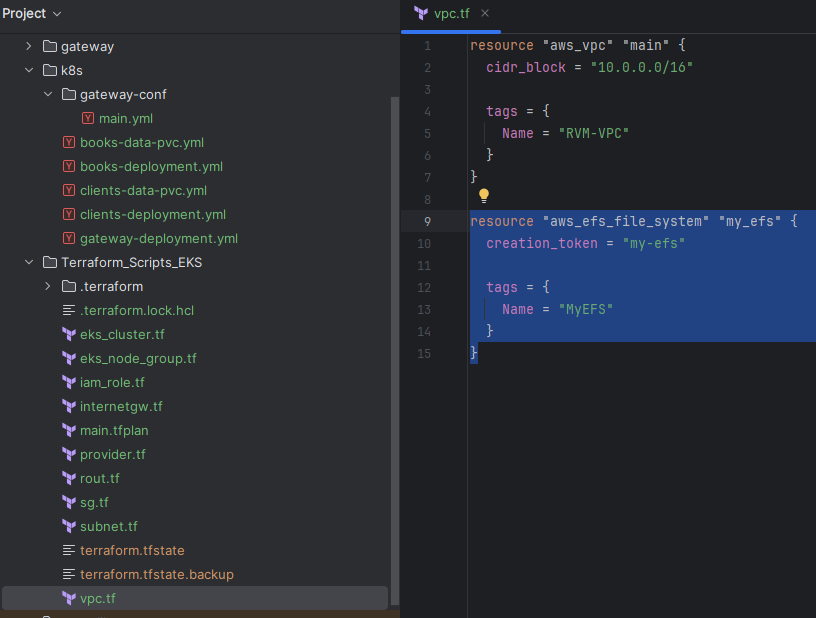 Project
gateway
k8s
gateway-conf
main.yml
books-data-pvc.yml
books-deployment.yml
clients-data-pvc.yml
clients-deployment.yml
gateway-deployment.yml
Terraform_Scripts_EKS
.terraform
.terraform.lock.hcl
eks_cluster.tf
eks_node_group.tf
iam_role.tf
internetgw.tf
main.tfplan
provider.tf
rout.tf
sg.tf
subnet.tf
terraform.tfstate
terraform.tfstate.backup
vpc.tf
vpc.tf
1 resource "aws_vpc" "main" {
2 cidr_block = "10.0.0.0/16"
3
4 tags = {
5 Name = "RVM-VPC"
6 }
7 }
8
9 resource "aws_efs_file_system" "my_efs" {
10 creation_token = "my-efs"
11
12 tags = {
13 Name = "MyEFS"
14 }
15 }